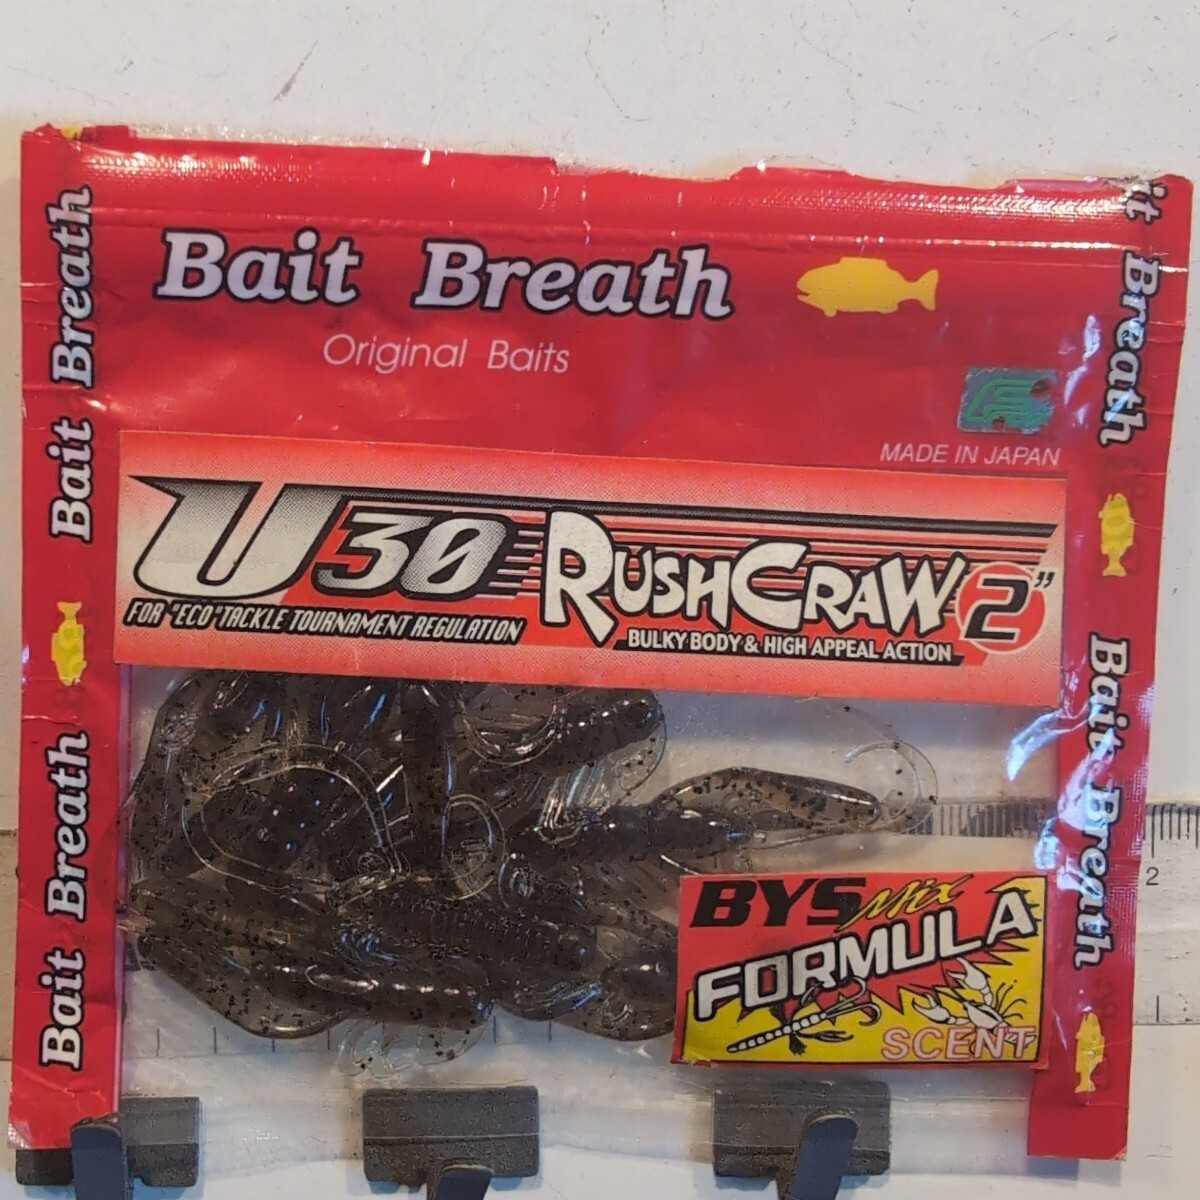 Bait Breath
Original Baits
MADE IN JAPAN
U30 RUSHCRAW 2"
FOR "ECO" TACKLE TOURNAMENT REGULATION
BULKY BODY & HIGH APPEAL ACTION
BYS Mix
FORMULA
SCENT
Bait Breath
Bait Breath
Bait Breath
it Breath
Bait Breath
2